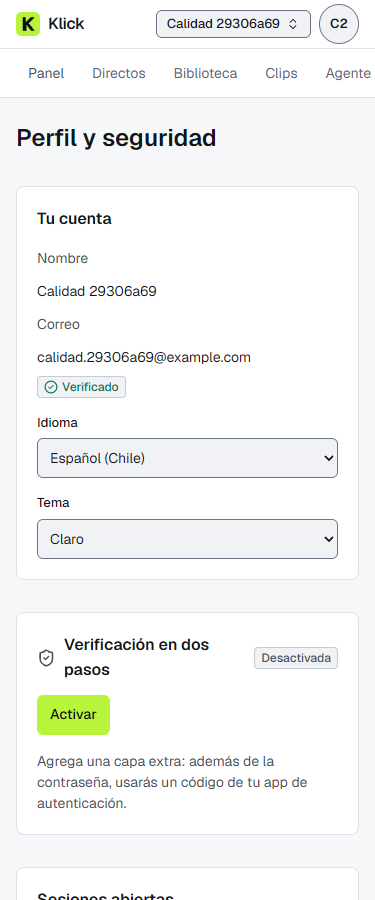 K Klick
Calidad 29306a69
C2
Panel Directos Biblioteca Clips Agente
Perfil y seguridad
Tu cuenta
Nombre
Calidad 29306a69
Correo
calidad.29306a69@example.com
Verificado
Idioma
Español (Chile)
Tema
Claro
Verificación en dos
pasos
Desactivada
Activar
Agrega una capa extra: además de la
contraseña, usarás un código de tu app de
autenticación.
Sesiones abiertas